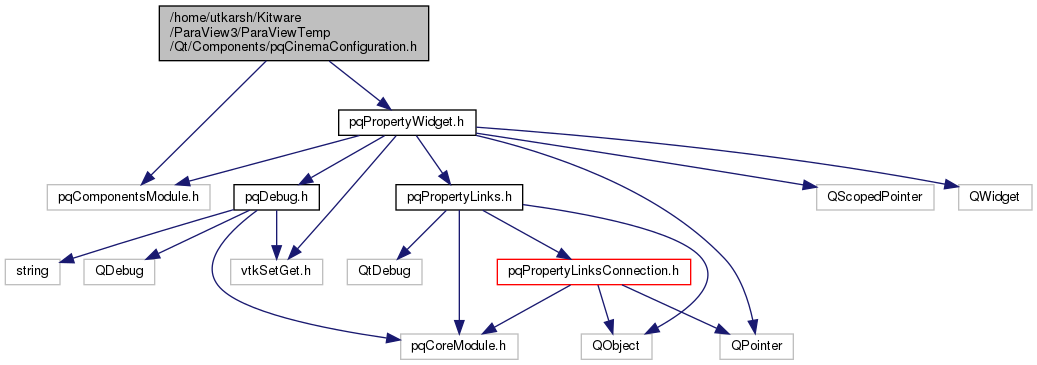 /home/utkarsh/Kitware
/ParaView3/ParaViewTemp
/Qt/Components/pqCinemaConfiguration.h
pqPropertyWidget.h
pqComponentsModule.h
pqDebug.h
pqPropertyLinks.h
QScopedPointer
QWidget
string
QDebug
vtkSetGet.h
QtDebug
pqPropertyLinksConnection.h
pqCoreModule.h
QObject
QPointer